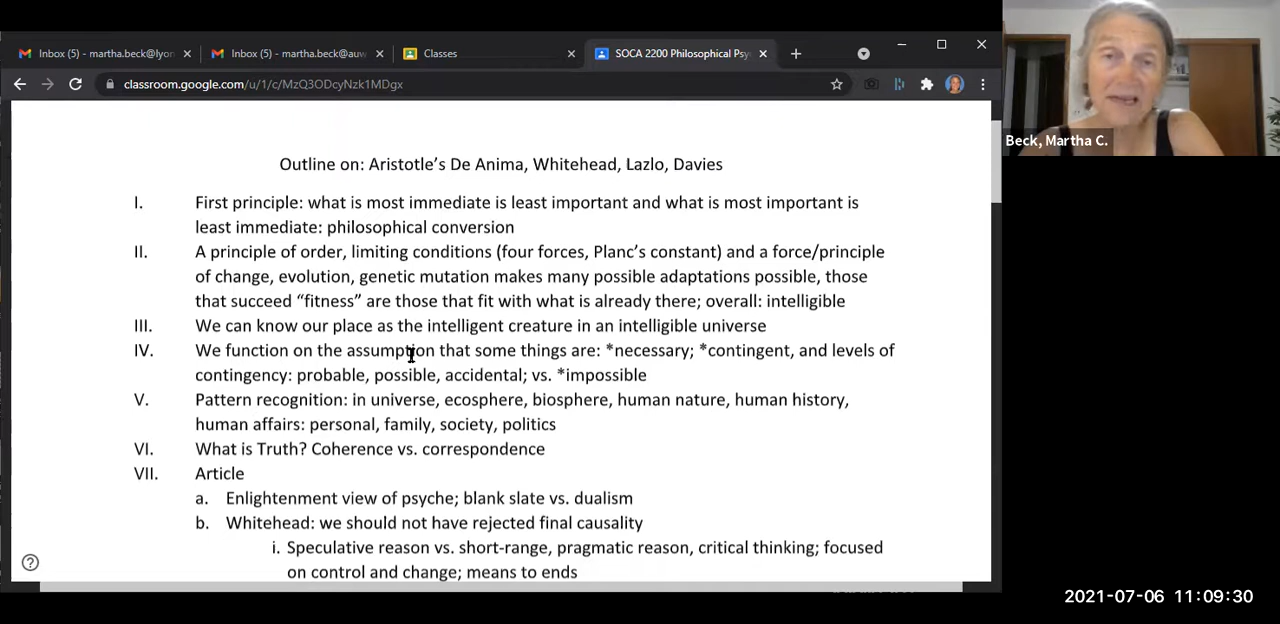 Inbox (5) - martha.beck@lyon
Inbox (5) - martha.beck@auw
Classes
SOCA 2200 Philosophical Psy
classroom.google.com/u/1/c/MzQ3ODcyNzk1MDgx
Beck, Martha C.
Outline on: Aristotle's De Anima, Whitehead, Lazlo, Davies
I. First principle: what is most immediate is least important and what is most important is
least immediate: philosophical conversion
II. A principle of order, limiting conditions (four forces, Planc's constant) and a force/principle
of change, evolution, genetic mutation makes many possible adaptations possible, those
that succeed "fitness" are those that fit with what is already there; overall: intelligible
III. We can know our place as the intelligent creature in an intelligible universe
IV. We function on the assumption that some things are: *necessary; *contingent, and levels of
contingency: probable, possible, accidental; vs. *impossible
V. Pattern recognition: in universe, ecosphere, biosphere, human nature, human history,
human affairs: personal, family, society, politics
VI. What is Truth? Coherence vs. correspondence
VII. Article
a. Enlightenment view of psyche; blank slate vs. dualism
b. Whitehead: we should not have rejected final causality
i. Speculative reason vs. short-range, pragmatic reason, critical thinking; focused
on control and change; means to ends
2021-07-06 11:09:30